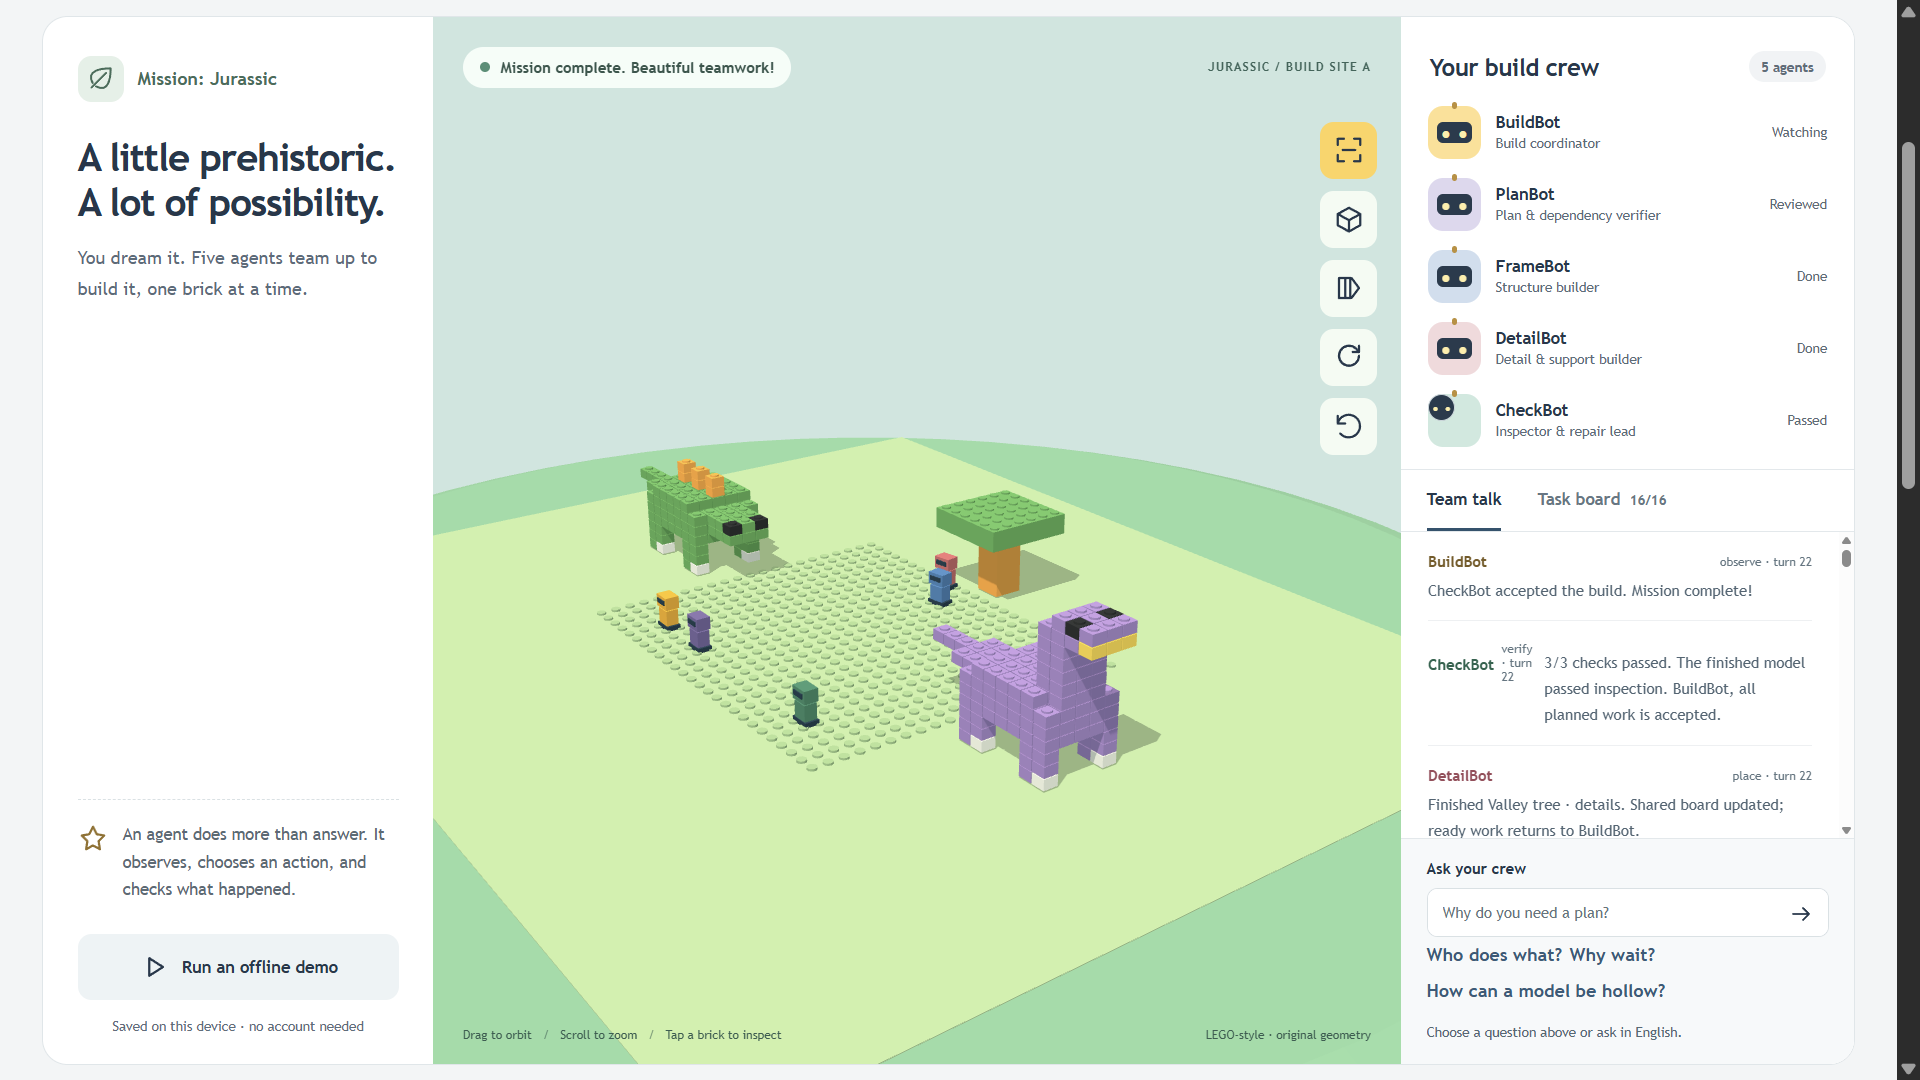 Mission: Jurassic
A little prehistoric.
A lot of possibility.
You dream it. Five agents team up to
build it, one brick at a time.
An agent does more than answer. It
observes, chooses an action, and
checks what happened.
Run an offline demo
Saved on this device · no account needed
Mission complete. Beautiful teamwork!
JURASSIC / BUILD SITE A
Drag to orbit / Scroll to zoom / Tap a brick to inspect
LEGO-style · original geometry
Your build crew
5 agents
BuildBot
Build coordinator
Watching
PlanBot
Plan & dependency verifier
Reviewed
FrameBot
Structure builder
Done
DetailBot
Detail & support builder
Done
CheckBot
Inspector & repair lead
Passed
Team talk
Task board 16/16
BuildBot
observe · turn 22
CheckBot accepted the build. Mission complete!
CheckBot
verify
· turn
22
3/3 checks passed. The finished model
passed inspection. BuildBot, all
planned work is accepted.
DetailBot
place · turn 22
Finished Valley tree · details. Shared board updated;
ready work returns to BuildBot.
Ask your crew
Why do you need a plan?
Who does what? Why wait?
How can a model be hollow?
Choose a question above or ask in English.